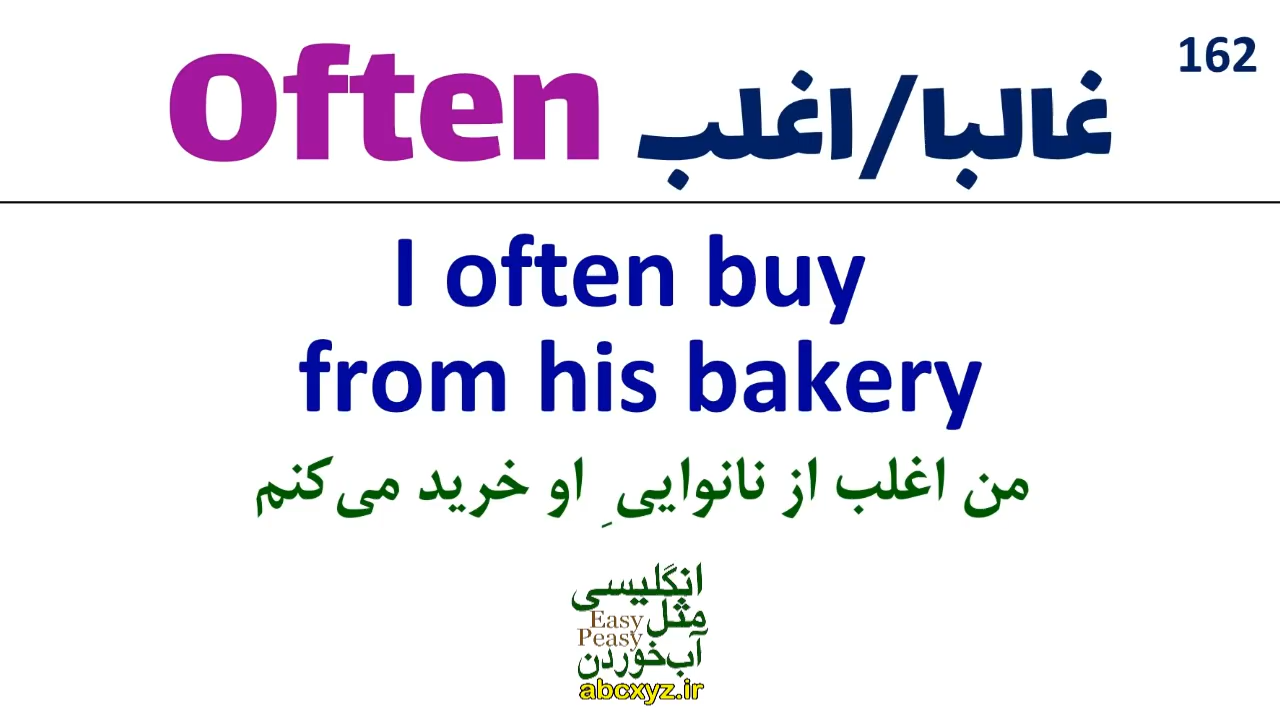 162
Often غالبا/اغلب
I often buy
from his bakery
من اغلب از نانواییِ او خرید می‌کنم
انگلیسی
مثل Easy
Peasy
آب‌خوردن
abcxyz.ir